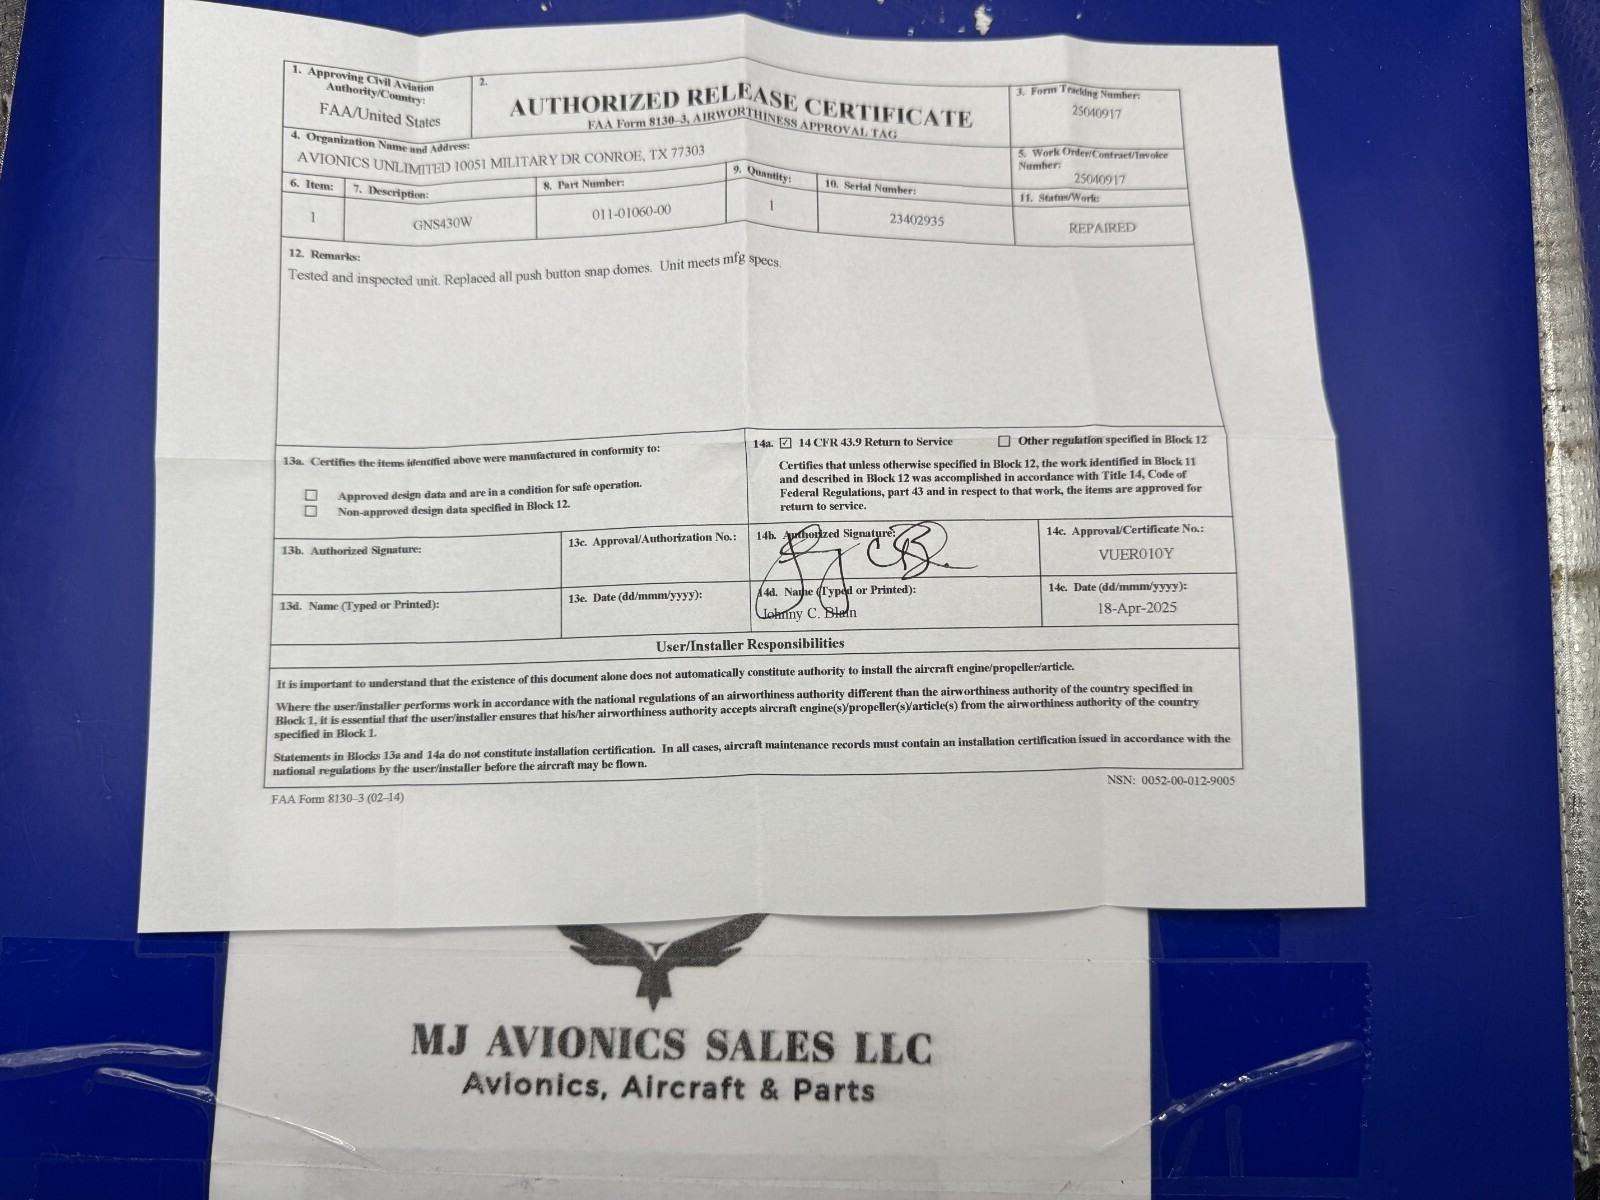 1. Approving Civil Aviation
Authority/Country:
FAA/United States
2.
AUTHORIZED RELEASE CERTIFICATE
FAA Form 8130–3, AIRWORTHINESS APPROVAL TAG
3. Form Tracking Number:
25040917
4. Organization Name and Address:
AVIONICS UNLIMITED 10051 MILITARY DR CONROE, TX 77303
5. Work Order/Contract/Invoice
Number:
25040917
6. Item:
1
7. Description:
GNS430W
8. Part Number:
011-01060-00
9. Quantity:
1
10. Serial Number:
23402935
11. Status/Work:
REPAIRED
12. Remarks:
Tested and inspected unit. Replaced all push button snap domes. Unit meets mfg specs.
13a. Certifies the items identified above were manufactured in conformity to:
Approved design data and are in a condition for safe operation.
Non-approved design data specified in Block 12.
14a. ☑ 14 CFR 43.9 Return to Service ☐ Other regulation specified in Block 12
Certifies that unless otherwise specified in Block 12, the work identified in Block 11
and described in Block 12 was accomplished in accordance with Title 14, Code of
Federal Regulations, part 43 and in respect to that work, the items are approved for
return to service.
13b. Authorized Signature:
13c. Approval/Authorization No.:
14b. Authorized Signature:
14c. Approval/Certificate No.:
VUER010Y
13d. Name (Typed or Printed):
13e. Date (dd/mmm/yyyy):
14d. Name (Typed or Printed):
Johnny C. Blain
14e. Date (dd/mmm/yyyy):
18-Apr-2025
User/Installer Responsibilities
It is important to understand that the existence of this document alone does not automatically constitute authority to install the aircraft engine/propeller/article.
Where the user/installer performs work in accordance with the national regulations of an airworthiness authority different than the airworthiness authority of the country specified in
Block 1, it is essential that the user/installer ensures that his/her airworthiness authority accepts aircraft engine(s)/propeller(s)/article(s) from the airworthiness authority of the country
specified in Block 1.
Statements in Blocks 13a and 14a do not constitute installation certification. In all cases, aircraft maintenance records must contain an installation certification issued in accordance with the
national regulations by the user/installer before the aircraft may be flown.
FAA Form 8130–3 (02–14)
NSN: 0052-00-012-9005
MJ AVIONICS SALES LLC
Avionics, Aircraft & Parts